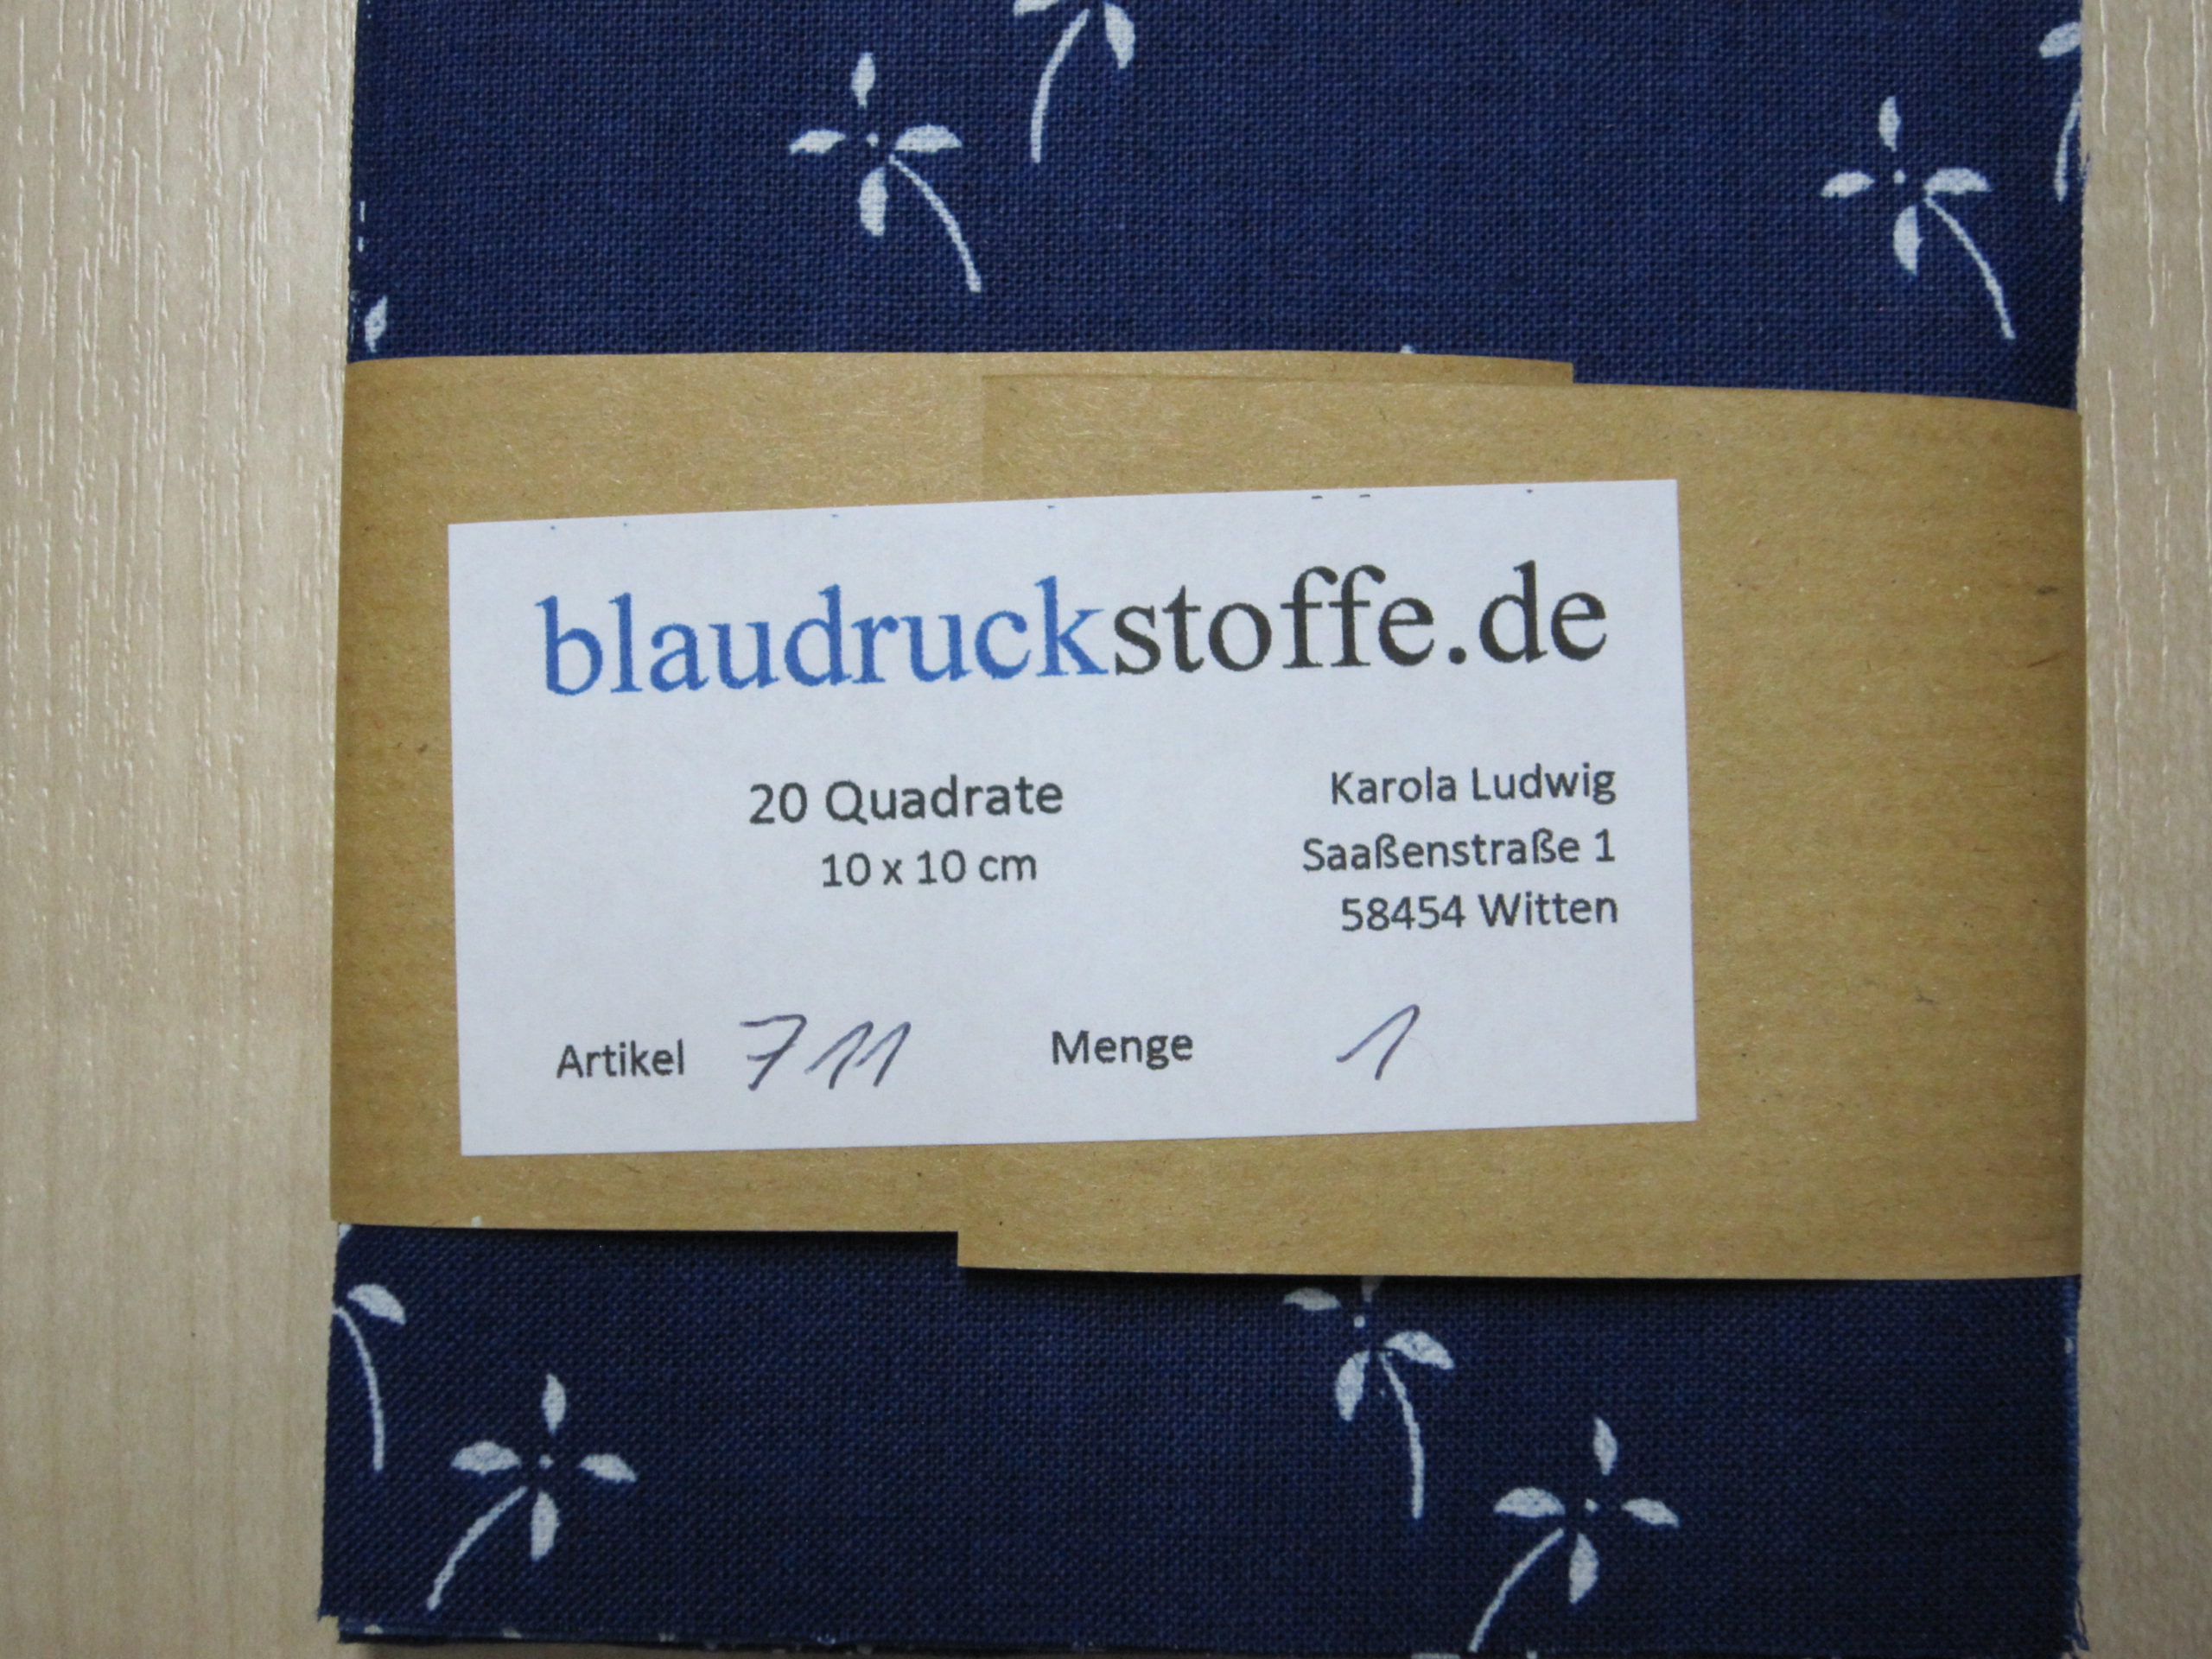 blaudruckstoffe.de
20 Quadrate
10 x 10 cm
Karola Ludwig
Saaßenstraße 1
58454 Witten
Artikel 711 Menge 1